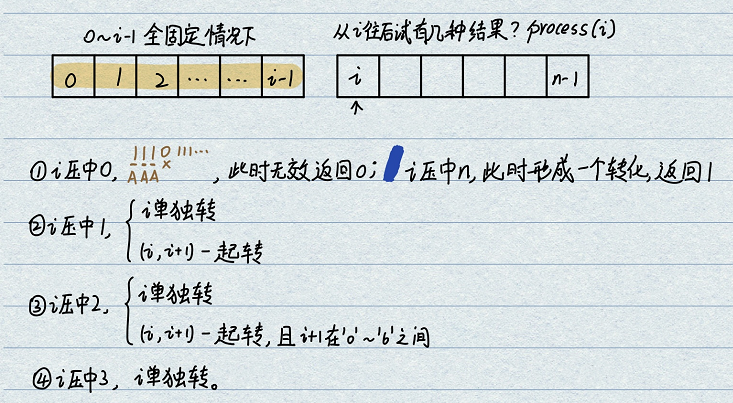 0~i-1 全固定情况下
从i往后试有几种结果？process(i)
0 1 2 … … i-1
i n-1
↑
1110 111…
①i压中0, AAA ×, 此时无效返回0; i压中n, 此时形成一个转化, 返回1
②i压中1, { i单独转
(i, i+1)一起转
③i压中2, { i单独转
(i, i+1)一起转, 且i+1在'0'~'6'之间
④i压中3, i单独转。